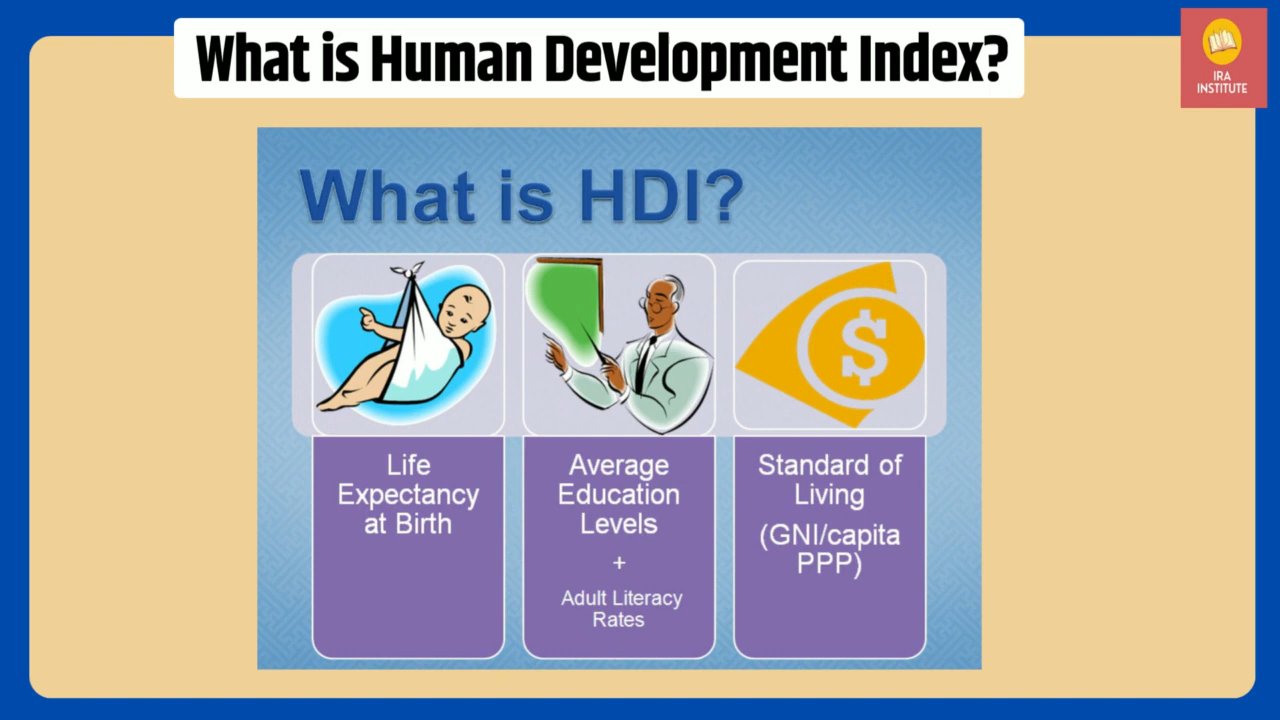 What is Human Development Index?
IRA
INSTITUTE
What is HDI?
$
Life
Expectancy
at Birth
Average
Education
Levels
+
Adult Literacy
Rates
Standard of
Living
(GNI/capita
PPP)